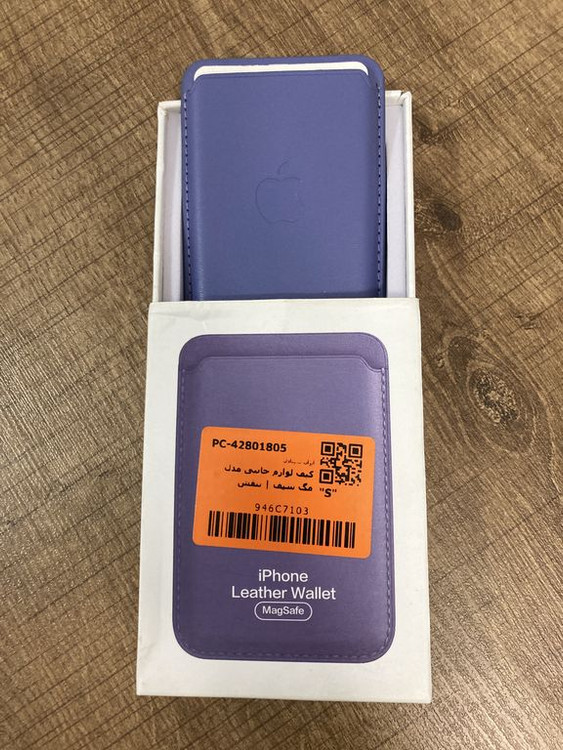 PC-42801805
کیف لوازم جانبی مدل
مگ سیف | بنفش "S"
946C7103
iPhone
Leather Wallet
MagSafe